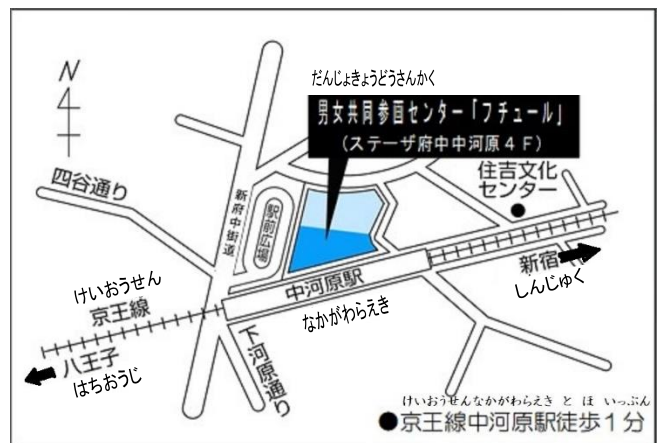 N
だんじょきょうどうさんかく
男女共同参画センター「フチュール」
(ステーザ府中中河原4F)
四谷通り
新府中街道
駅前広場
住吉文化
センター
中河原駅
なかがわらえき
新宿
しんじゅく
けいおうせん
京王線
八王子
はちおうじ
下河原通り
けいおうせんなかがわらえき と ほ いっぷん
●京王線中河原駅徒歩1分